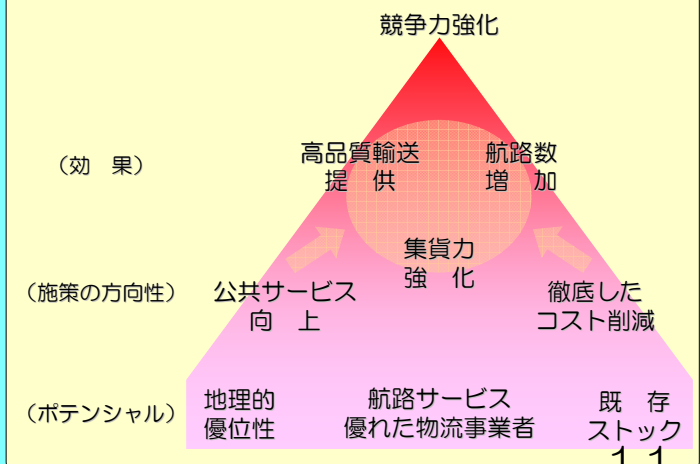 競争力強化
（効　果）
高品質輸送
提　供
航路数
増　加
集貨力
強　化
（施策の方向性）
公共サービス
向　上
徹底した
コスト削減
（ポテンシャル）
地理的
優位性
航路サービス
優れた物流事業者
既　存
ストック
１１